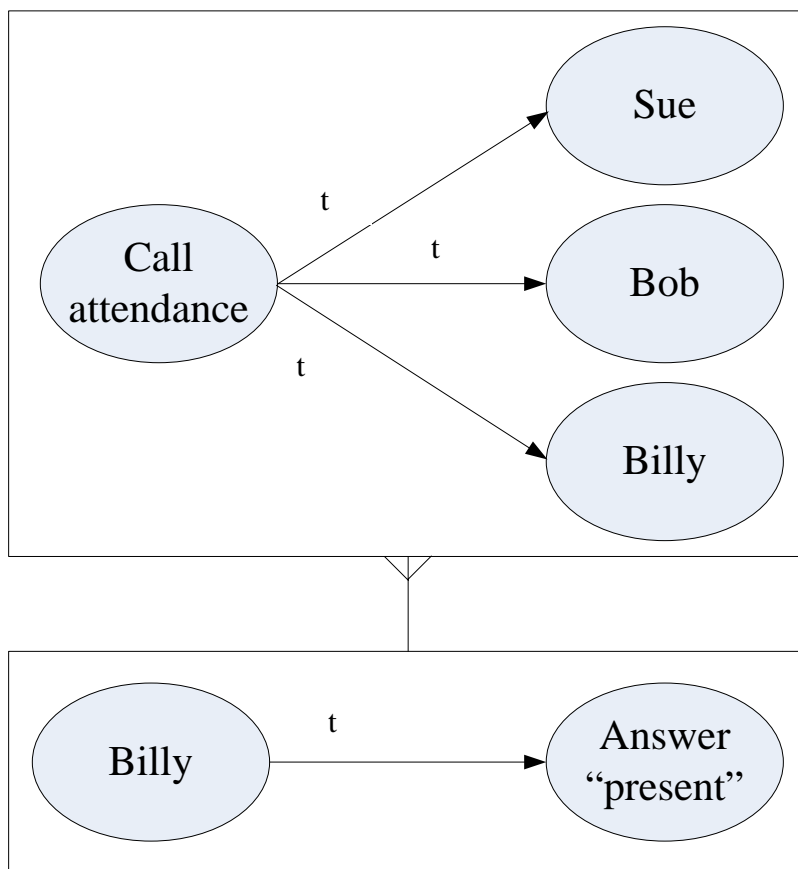 Sue
t
t
Call
attendance
Bob
t
Billy
t
Billy
Answer
“present”